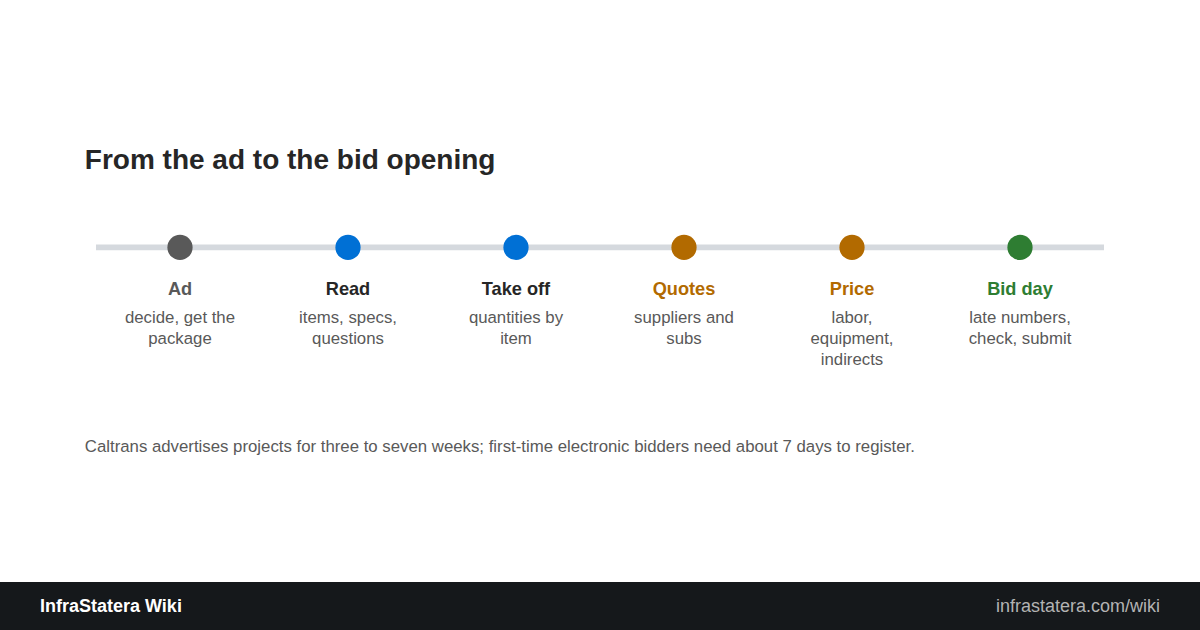 From the ad to the bid opening
Ad
decide, get the
package
Read
items, specs,
questions
Take off
quantities by
item
Quotes
suppliers and
subs
Price
labor,
equipment,
indirects
Bid day
late numbers,
check, submit
Caltrans advertises projects for three to seven weeks; first-time electronic bidders need about 7 days to register.
InfraStatera Wiki
infrastatera.com/wiki